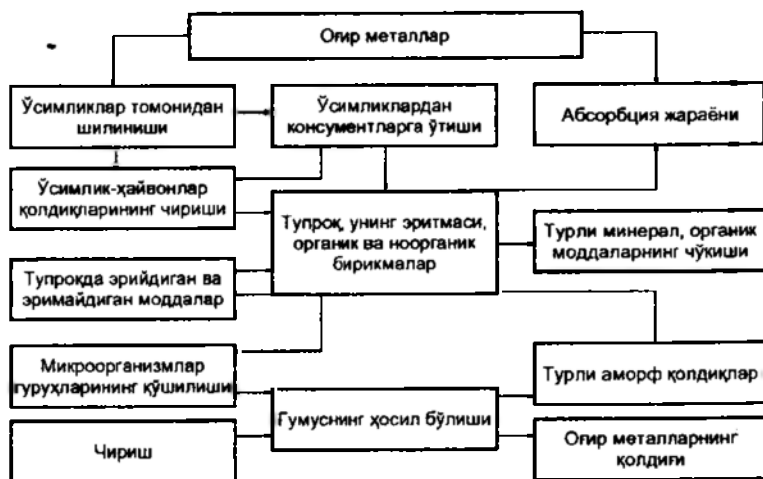 Оғир металлар
Ўсимликлар томонидан
шилиниши
Ўсимликлардан
консументларга ўтиши
Абсорбция жараёни
Ўсимлик-ҳайвонлар
қолдиқларининг чириши
Тупроқ, унинг эритмаси,
органик ва ноорганик
бирикмалар
Турли минерал, органик
моддаларнинг чўкиши
Тупроқда эрийдиган ва
эримайдиган моддалар
Микроорганизмлар
гуруҳларининг қўшилиши
Турли аморф қолдиқлар
Гумуснинг ҳосил бўлиши
Чириш
Оғир металларнинг
қолдиғи